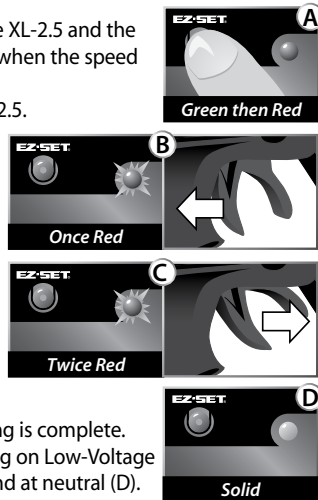 e XL-2.5 and the
when the speed
2.5.
EZ-SET
A
Green then Red
EZ-SET
B
Once Red
EZ-SET
C
Twice Red
ng is complete.
g on Low-Voltage
nd at neutral (D).
EZ-SET
D
Solid